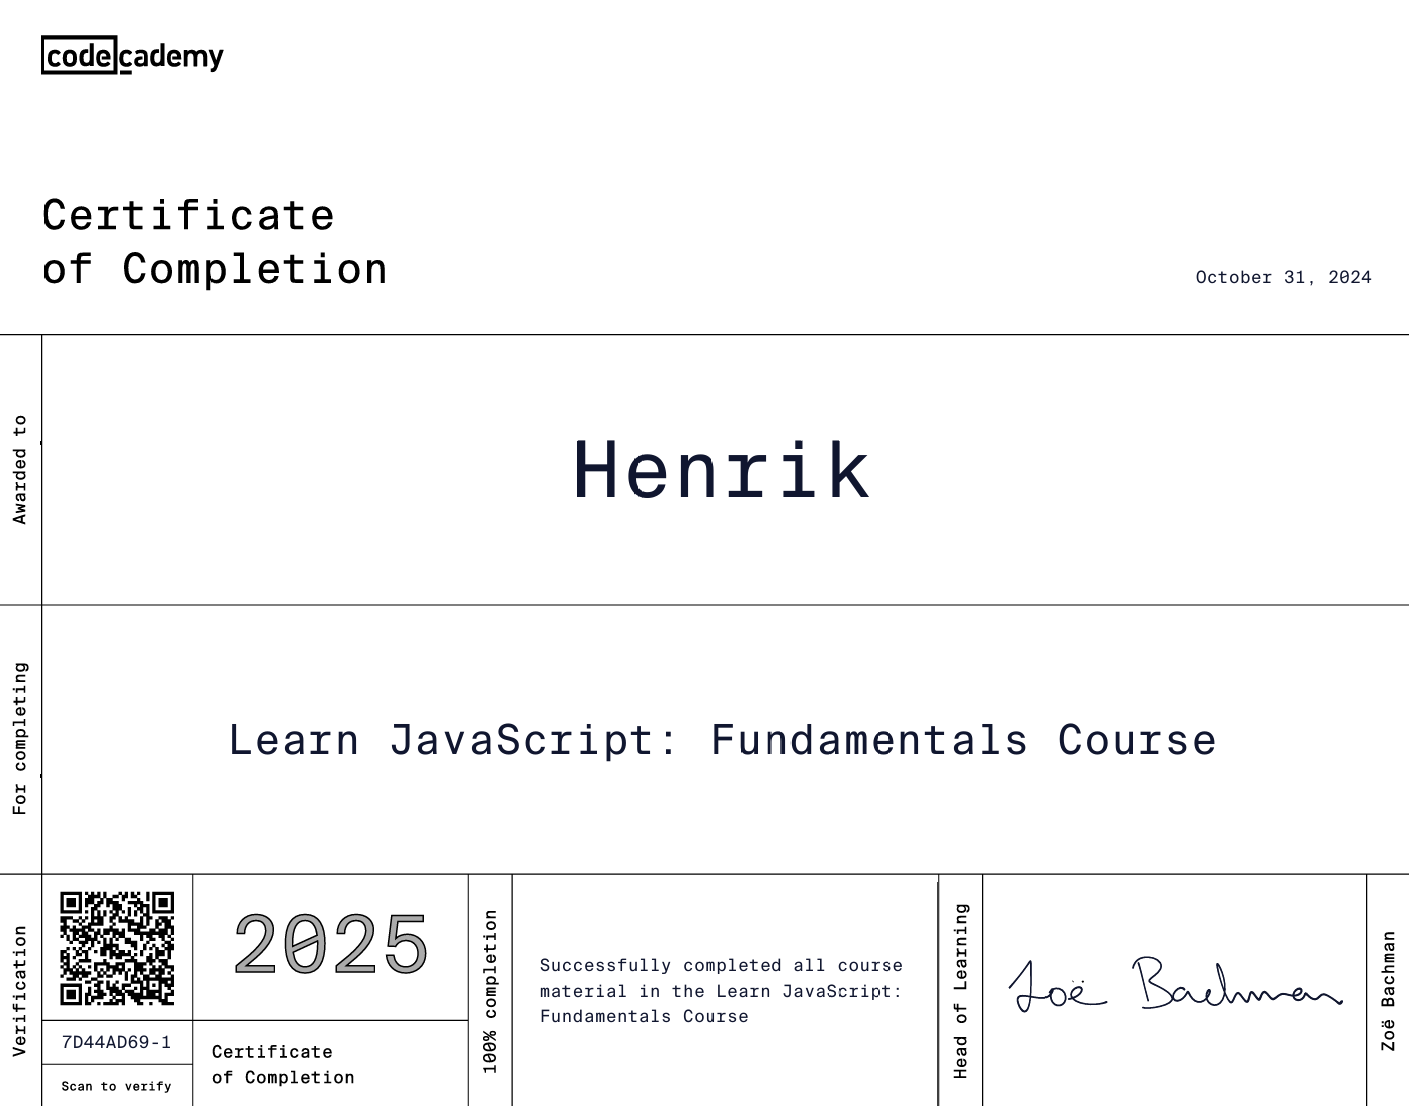 codecademy
Certificate
of Completion
October 31, 2024
Awarded to
Henrik
For completing
Learn JavaScript: Fundamentals Course
Verification
7D44AD69-1
Scan to verify
2025
Certificate
of Completion
100% completion
Successfully completed all course
material in the Learn JavaScript:
Fundamentals Course
Head of Learning
Zoë Bachman
Zoë Bachman